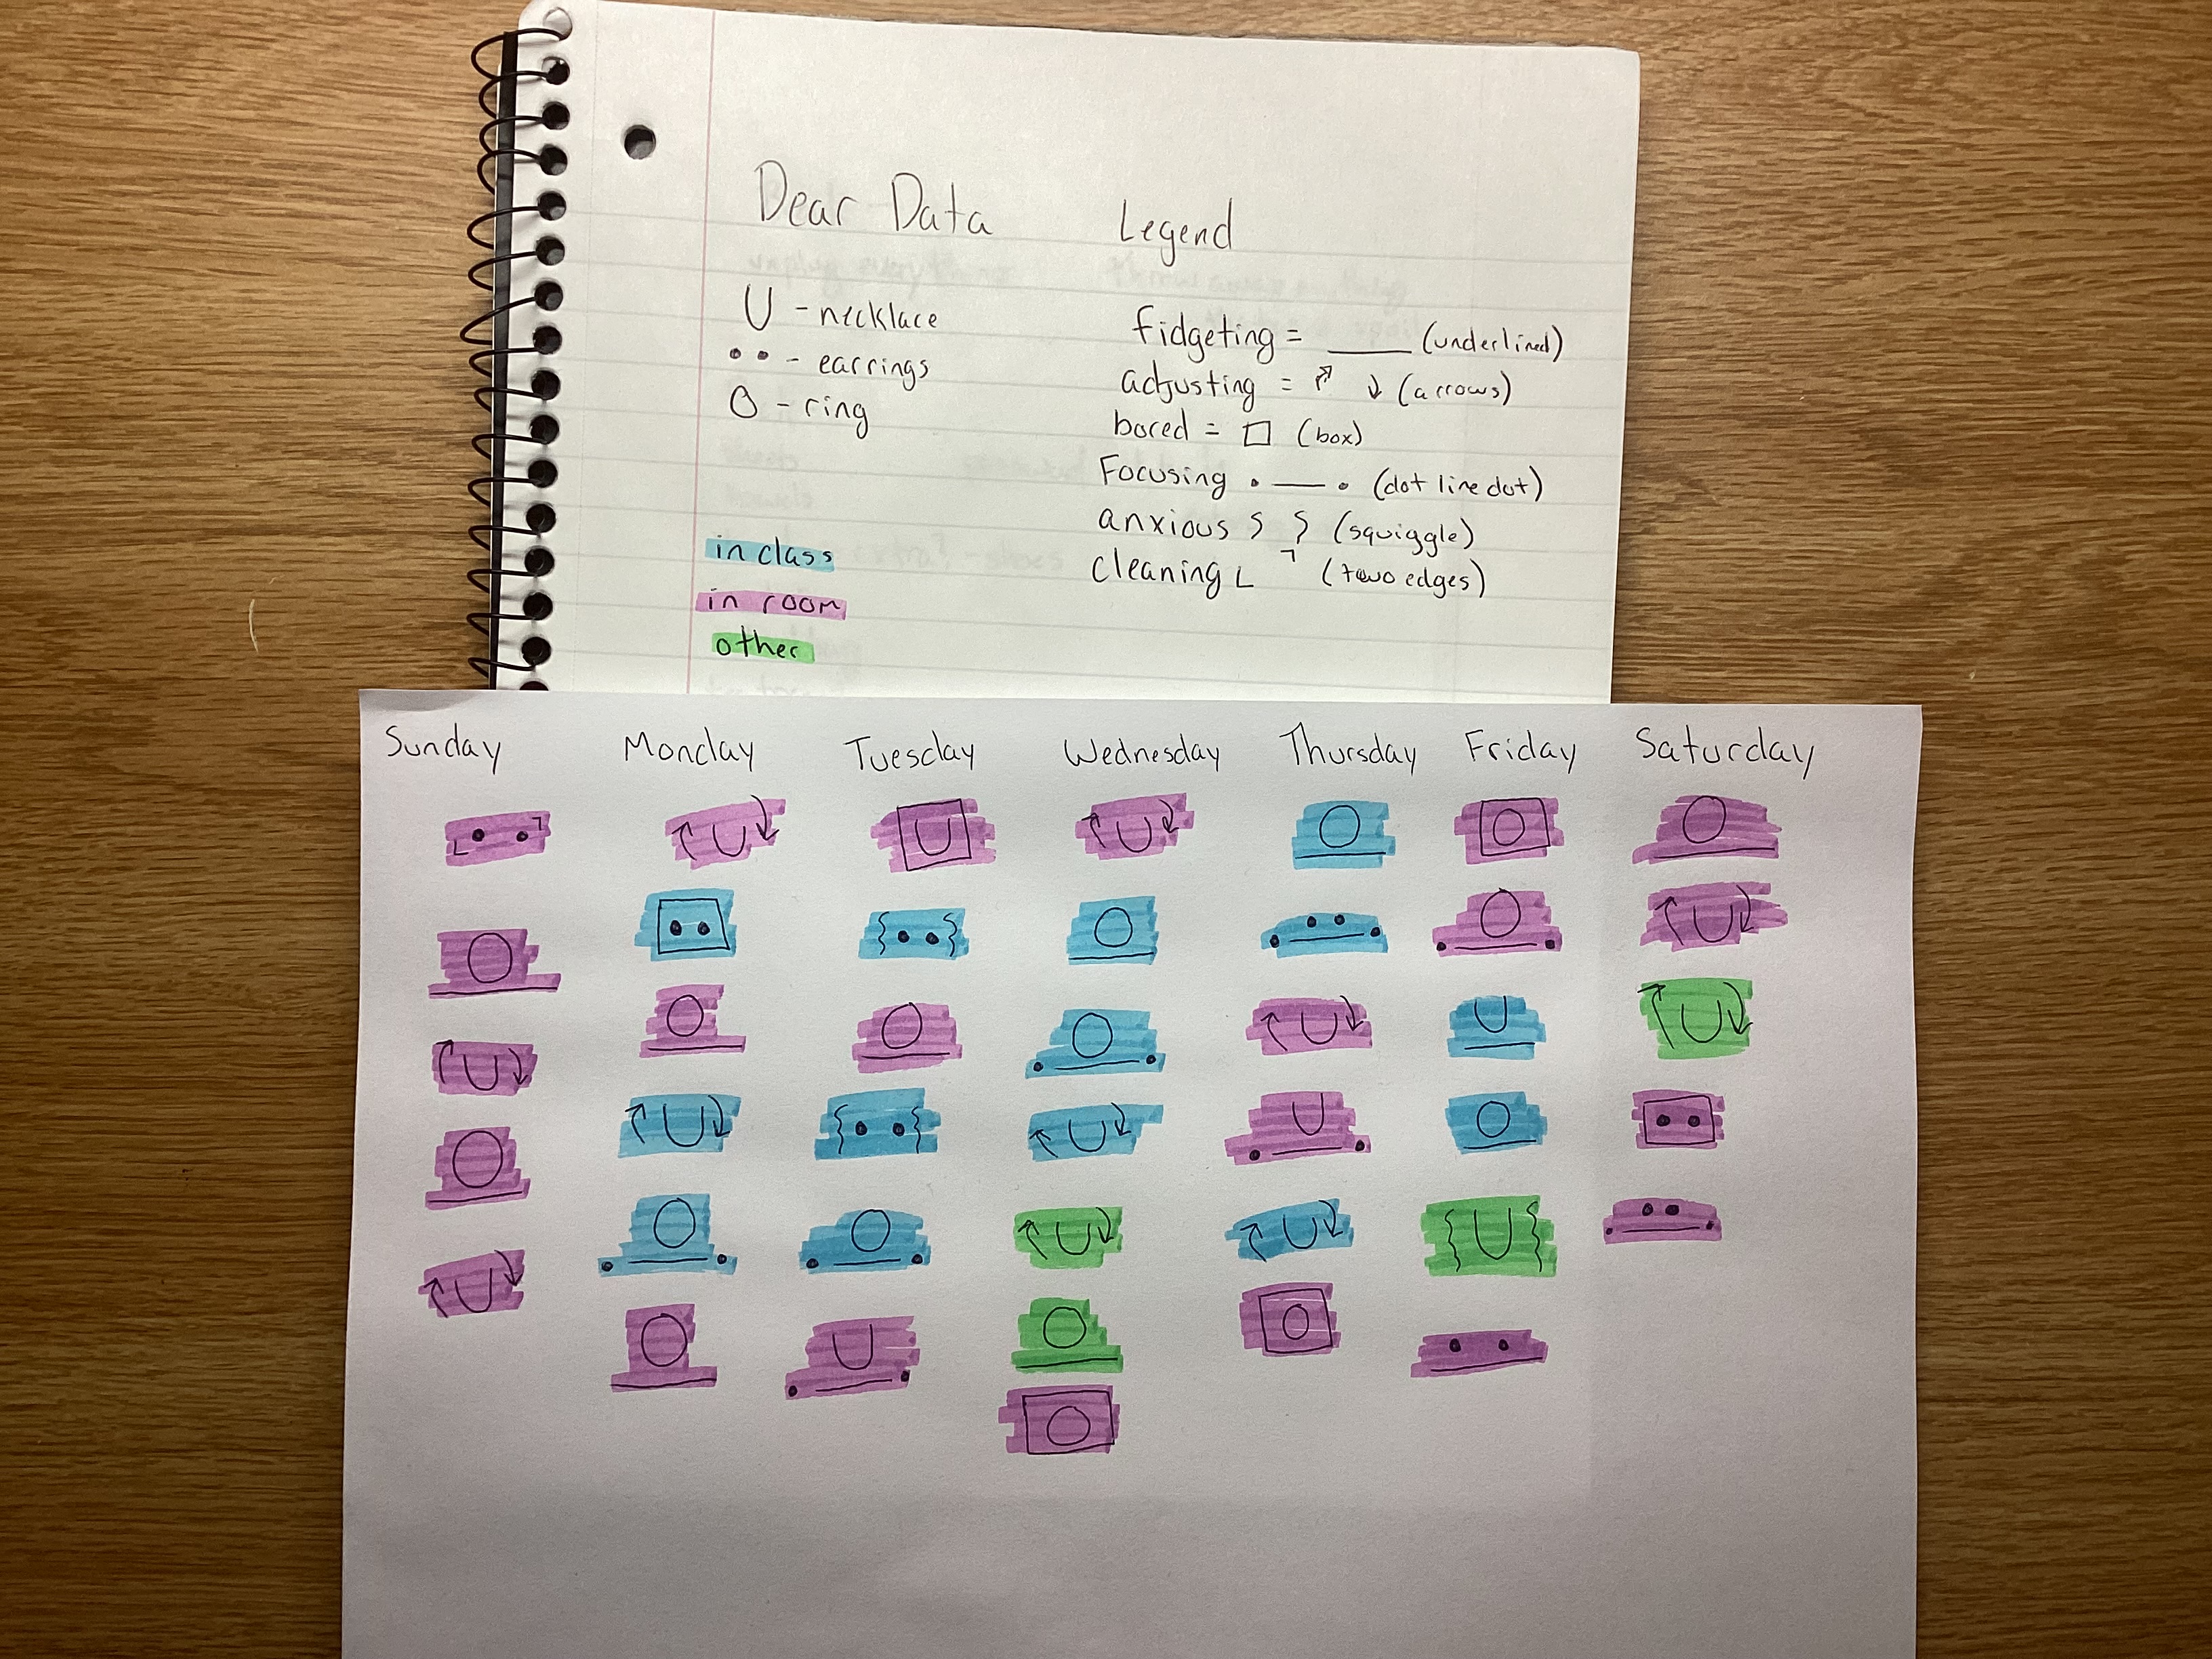 Dear Data
Legend
U - necklace
•• - earrings
O - ring
fidgeting = ____ (underlined)
adjusting = ↗ ↓ (arrows)
bored = □ (box)
Focusing • — • (dot line dot)
anxious (squiggle)
cleaning ∟ ¬ (two edges)
in class
in room
other
Sunday Monday Tuesday Wednesday Thursday Friday Saturday